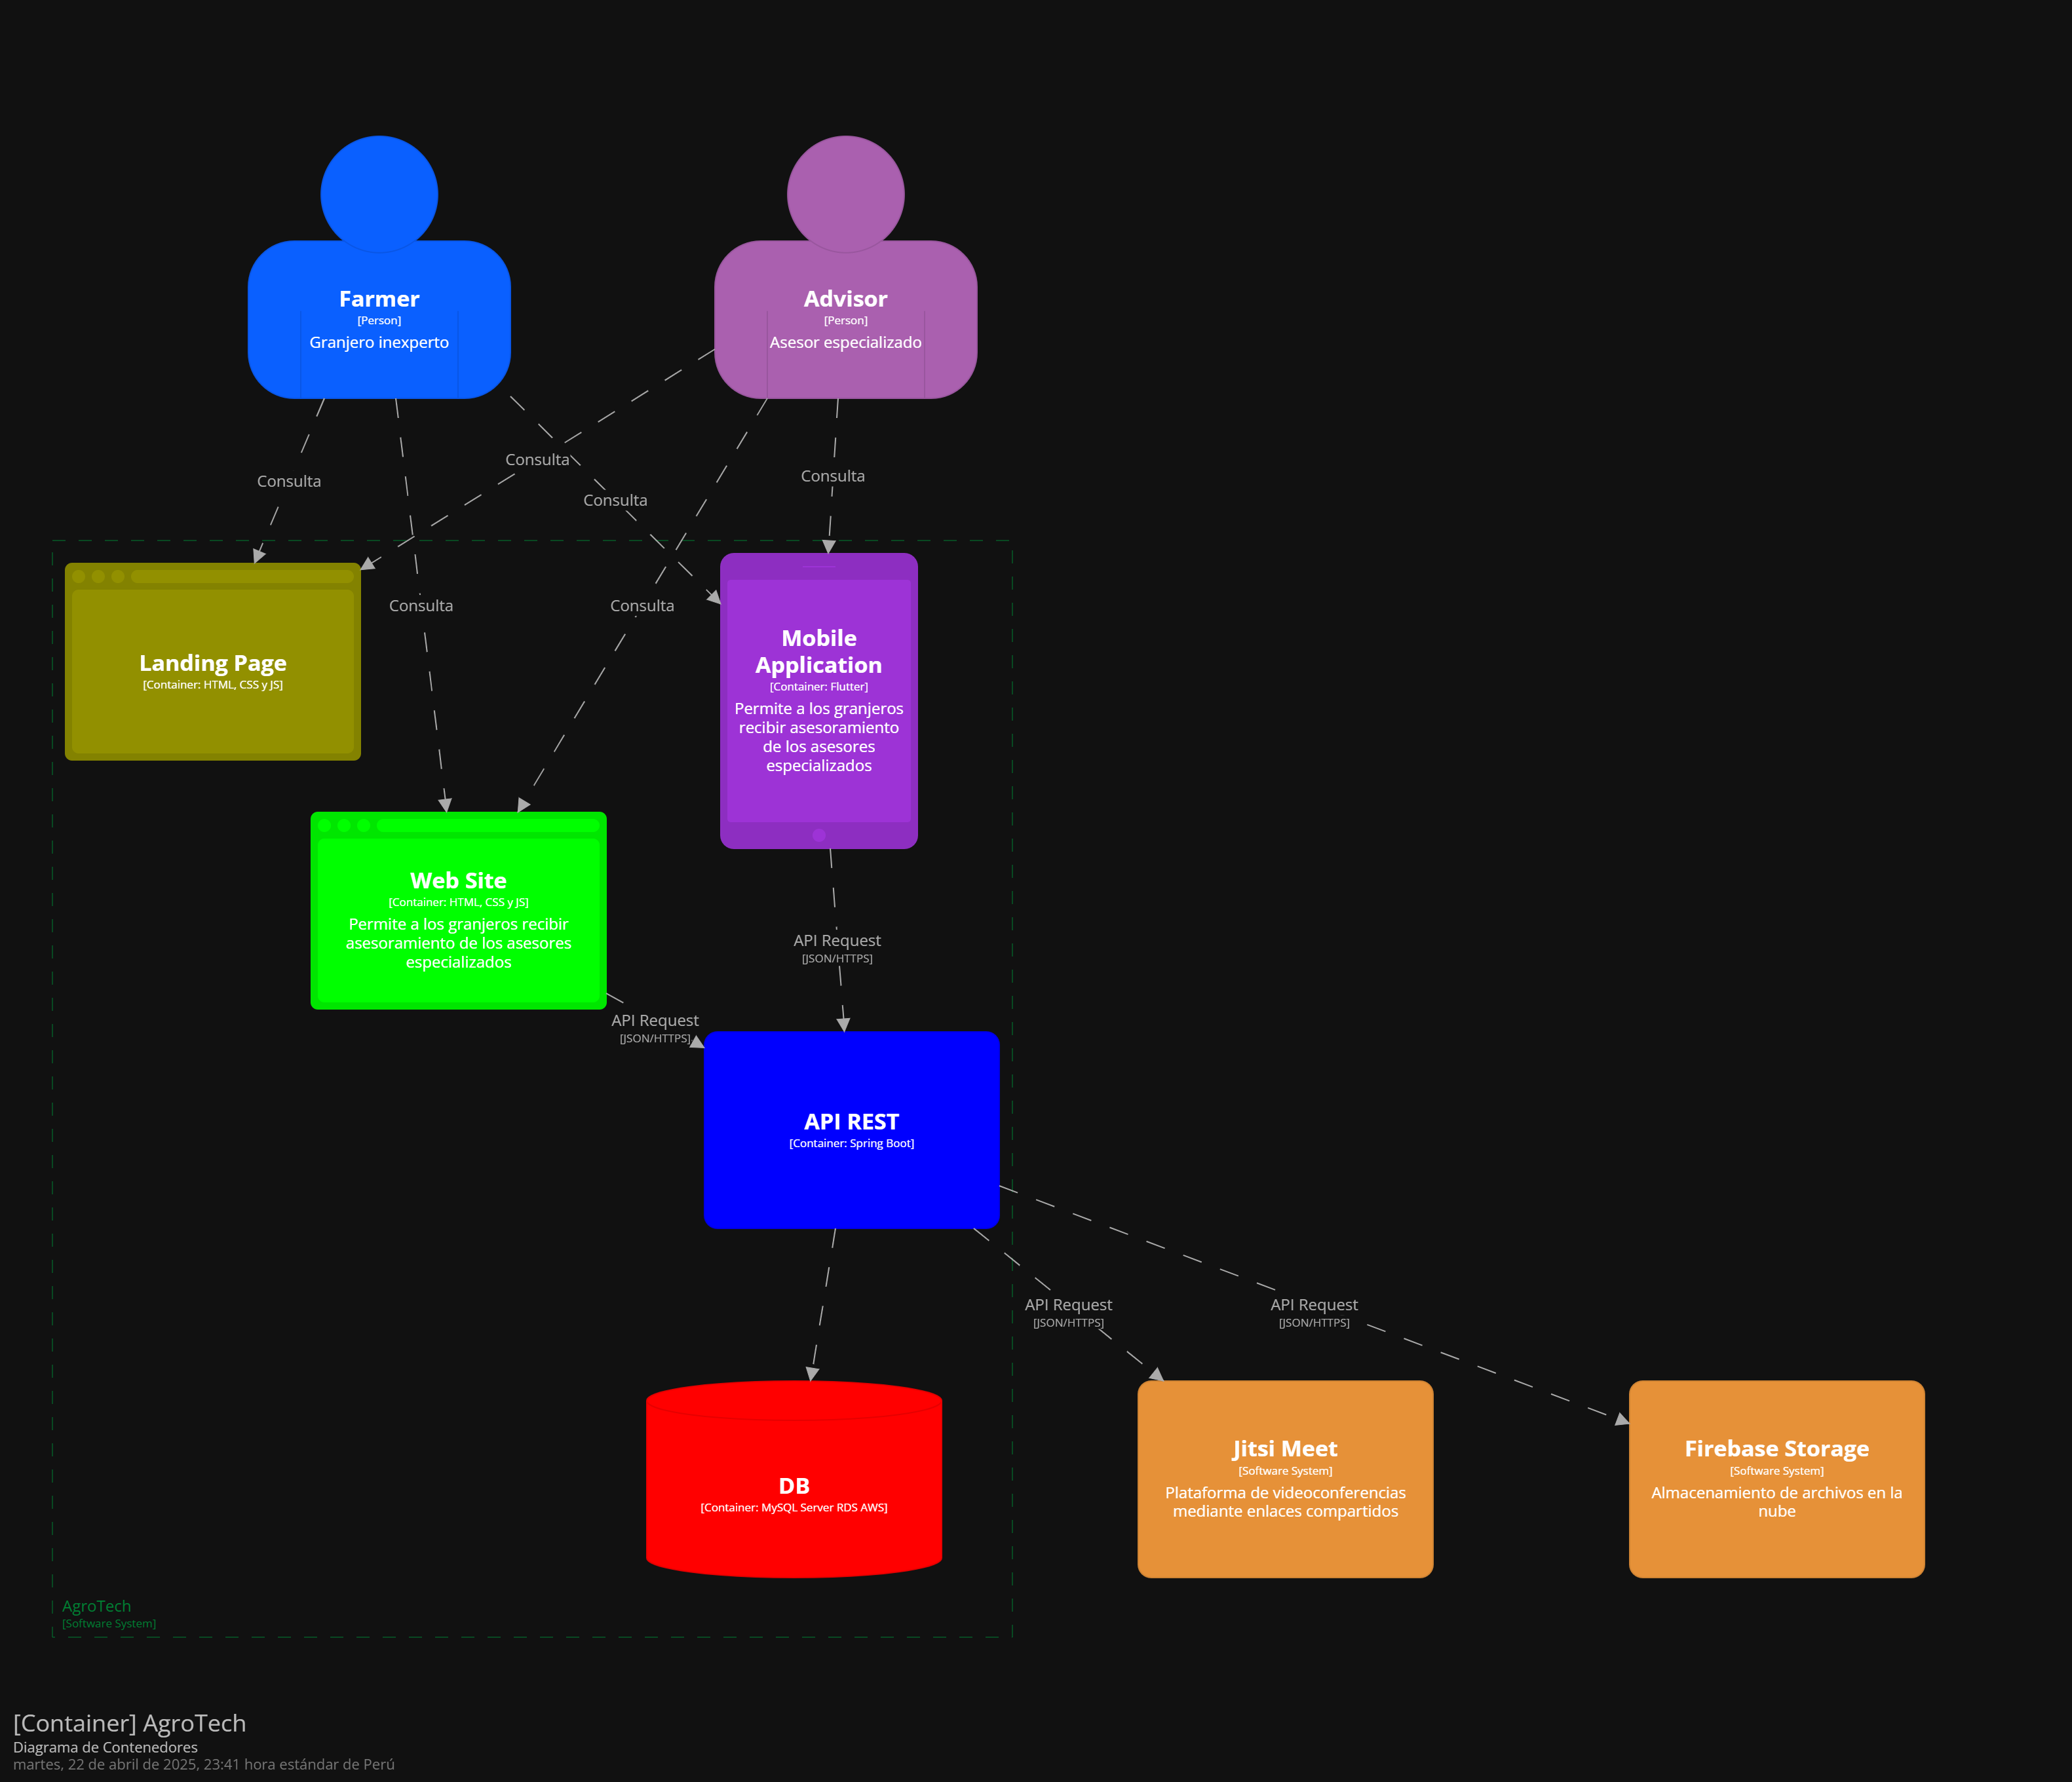 Farmer
[Person]
Granjero inexperto
Advisor
[Person]
Asesor especializado
Consulta
Consulta
Consulta
Consulta
Consulta
Consulta
Landing Page
[Container: HTML, CSS y JS]
Mobile
Application
[Container: Flutter]
Permite a los granjeros
recibir asesoramiento
de los asesores
especializados
Web Site
[Container: HTML, CSS y JS]
Permite a los granjeros recibir
asesoramiento de los asesores
especializados
API Request
[JSON/HTTPS]
API Request
[JSON/HTTPS]
API REST
[Container: Spring Boot]
API Request
[JSON/HTTPS]
API Request
[JSON/HTTPS]
DB
[Container: MySQL Server RDS AWS]
Jitsi Meet
[Software System]
Plataforma de videoconferencias
mediante enlaces compartidos
Firebase Storage
[Software System]
Almacenamiento de archivos en la
nube
AgroTech
[Software System]
[Container] AgroTech
Diagrama de Contenedores
martes, 22 de abril de 2025, 23:41 hora estándar de Perú